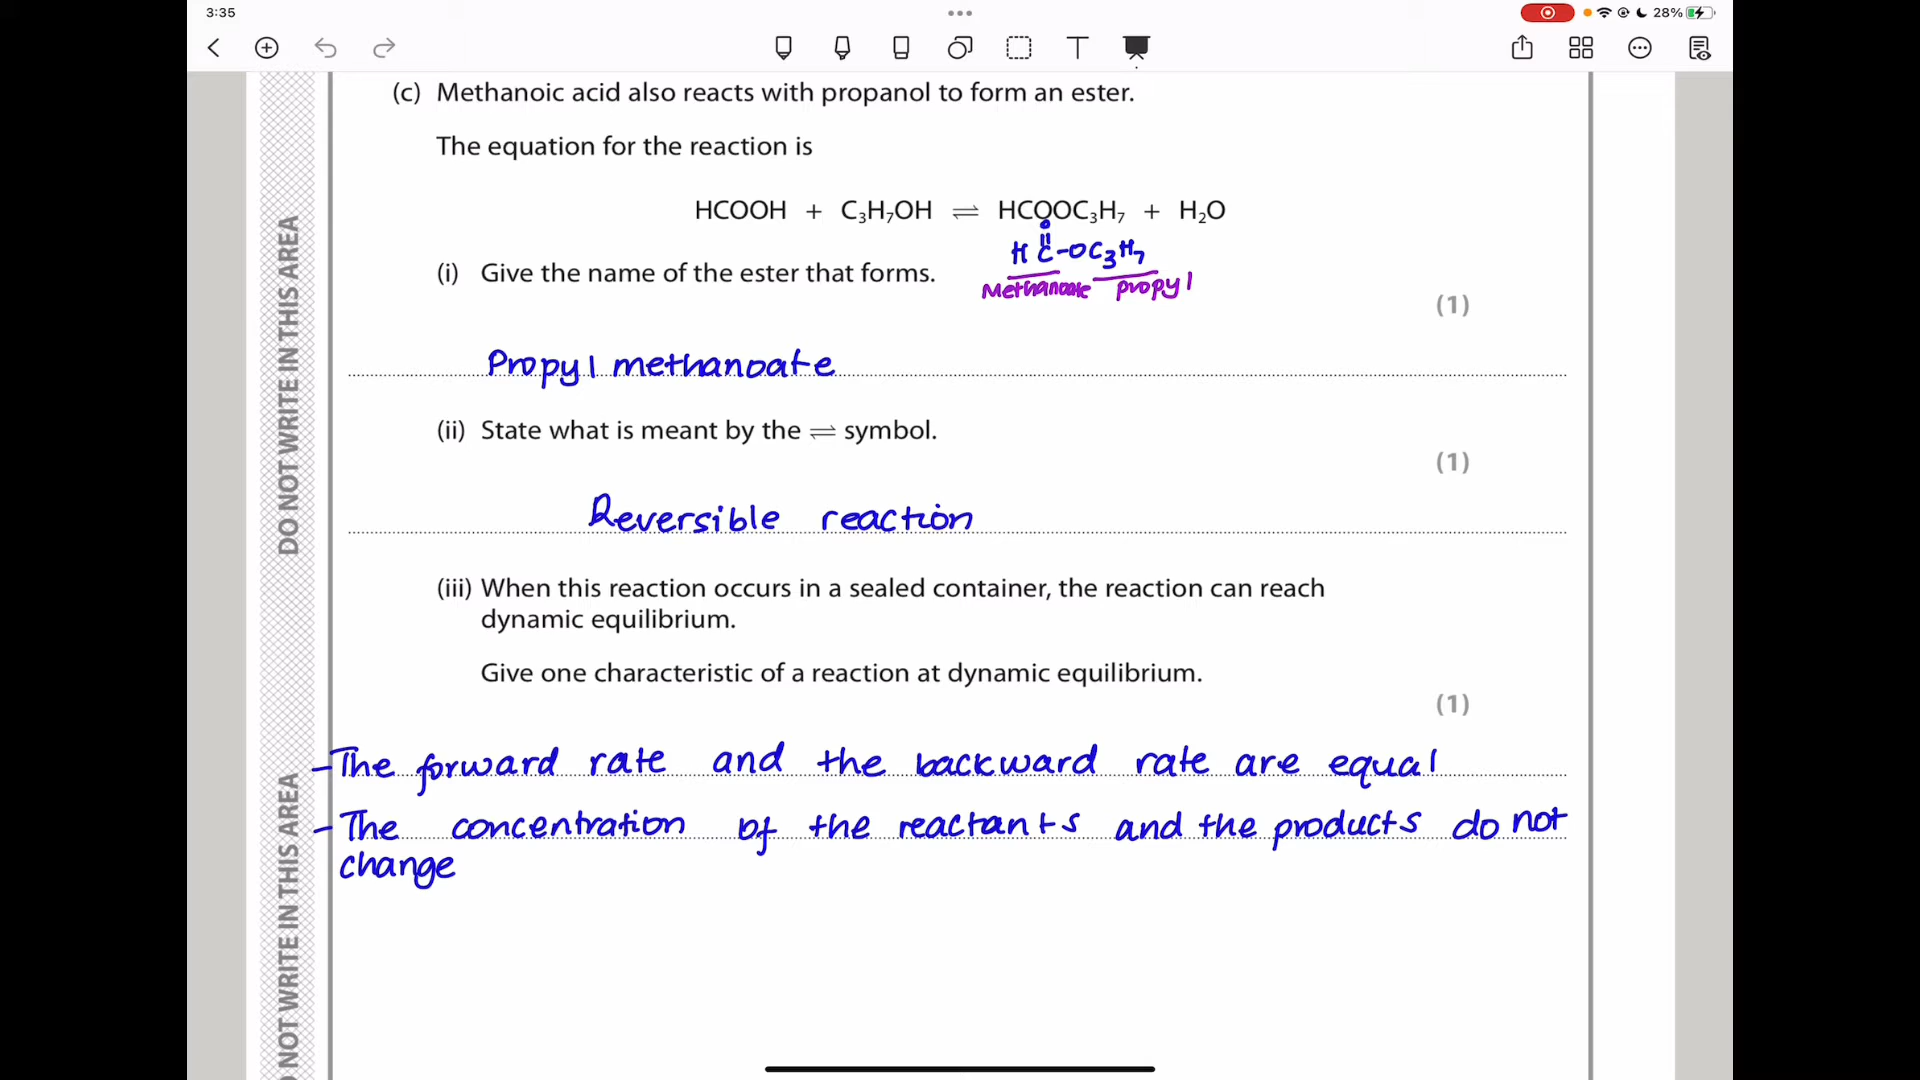 3:35
28%
(c) Methanoic acid also reacts with propanol to form an ester.
The equation for the reaction is
HCOOH + C₃H₇OH ⇌ HCOOC₃H₇ + H₂O
O
H C-OC₃H₇
(i) Give the name of the ester that forms.
Methanoate propyl
(1)
Propyl methanoate
(ii) State what is meant by the ⇌ symbol.
(1)
Reversible reaction
(iii) When this reaction occurs in a sealed container, the reaction can reach
dynamic equilibrium.
Give one characteristic of a reaction at dynamic equilibrium.
(1)
-The forward rate and the backward rate are equal
-The concentration of the reactants and the products do not
change
DO NOT WRITE IN THIS AREA
NOT WRITE IN THIS AREA